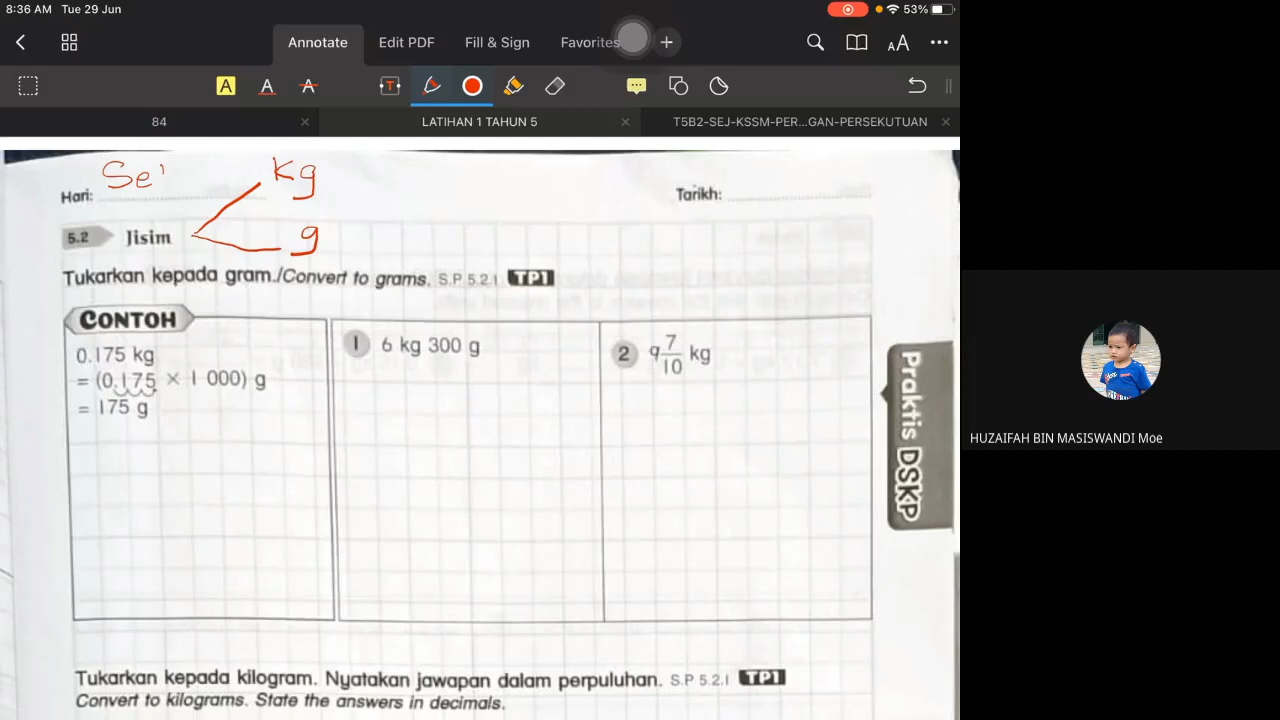 8:36 AM Tue 29 Jun
53%
Annotate Edit PDF Fill & Sign Favorites
84
LATIHAN 1 TAHUN 5
T5B2-SEJ-KSSM-PER...GAN-PERSEKUTUAN
Hari: Se
Tarikh:
kg
5.2 Jisim
g
Tukarkan kepada gram./Convert to grams. S.P 5.2.1 TP1
CONTOH
0.175 kg
= (0.175 × 1 000) g
= 175 g
1 6 kg 300 g
2 9 7/10 kg
Praktis DSKP
HUZAIFAH BIN MASISWANDI Moe
Tukarkan kepada kilogram. Nyatakan jawapan dalam perpuluhan. S.P 5.2.1 TP1
Convert to kilograms. State the answers in decimals.